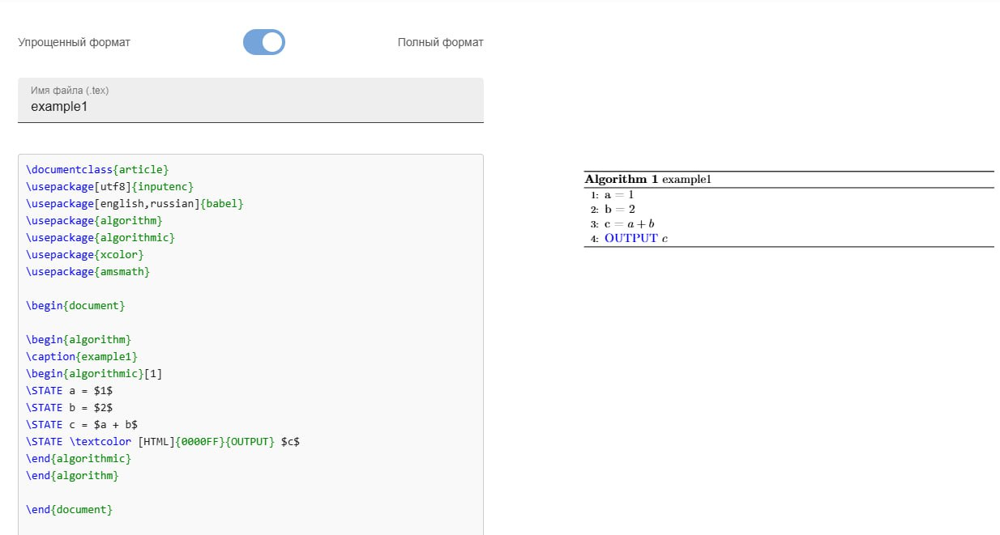 Упрощенный формат
Полный формат
Имя файла (.tex)
example1
\documentclass{article}
\usepackage[utf8]{inputenc}
\usepackage[english,russian]{babel}
\usepackage{algorithm}
\usepackage{algorithmic}
\usepackage{xcolor}
\usepackage{amsmath}
\begin{document}
\begin{algorithm}
\caption{example1}
\begin{algorithmic}[1]
\STATE a = $1$
\STATE b = $2$
\STATE c = $a + b$
\STATE \textcolor [HTML]{0000FF}{OUTPUT} $c$
\end{algorithmic}
\end{algorithm}
\end{document}
Algorithm 1 example1
1: a = 1
2: b = 2
3: c = a + b
4: OUTPUT c